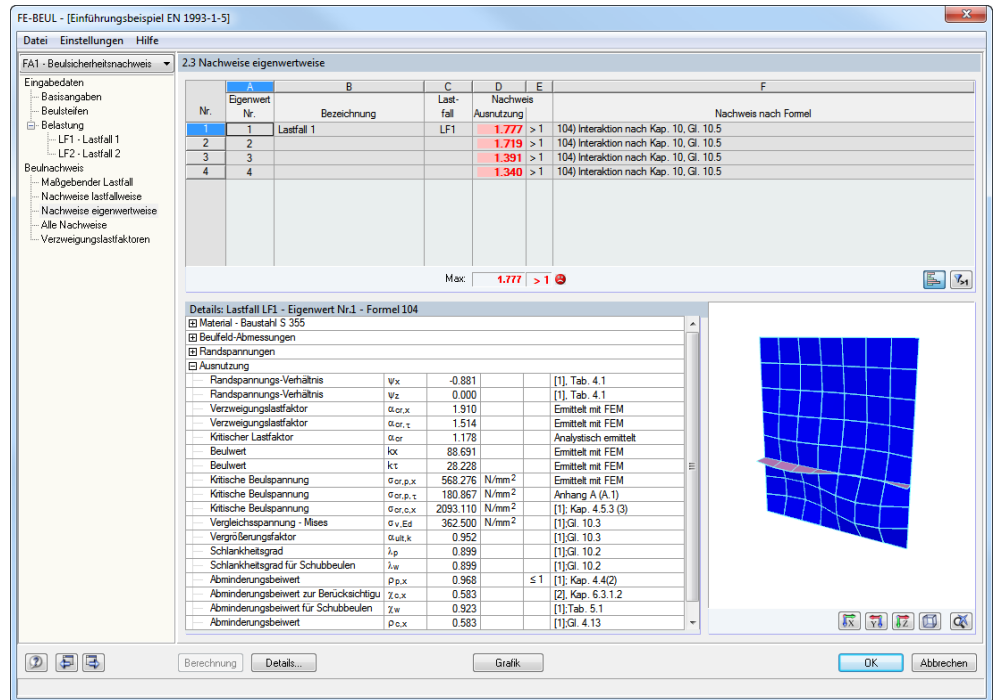 FE-BEUL - [Einführungsbeispiel EN 1993-1-5]
Datei Einstellungen Hilfe
FA1 - Beulsicherheitsnachweis
2.3 Nachweise eigenwertweise
Eingabedaten
Basisangaben
Beulsteifen
Belastung
LF1 - Lastfall 1
LF2 - Lastfall 2
Beulnachweis
Maßgebender Lastfall
Nachweise lastfallweise
Nachweise eigenwertweise
Alle Nachweise
Verzweigungslastfaktoren
A B C D E F
Eigenwert Last- Nachweis
Nr. Nr. Bezeichnung fall Ausnutzung Nachweis nach Formel
1 1 Lastfall 1 LF1 1.777 > 1 104) Interaktion nach Kap. 10, Gl. 10.5
2 2 1.719 > 1 104) Interaktion nach Kap. 10, Gl. 10.5
3 3 1.391 > 1 104) Interaktion nach Kap. 10, Gl. 10.5
4 4 1.340 > 1 104) Interaktion nach Kap. 10, Gl. 10.5
Max: 1.777 > 1
Details: Lastfall LF1 - Eigenwert Nr.1 - Formel 104
Material - Baustahl S 355
Beulfeld-Abmessungen
Randspannungen
Ausnutzung
Randspannungs-Verhältnis ψx -0.881 [1], Tab. 4.1
Randspannungs-Verhältnis ψz 0.000 [1], Tab. 4.1
Verzweigungslastfaktor αcr,x 1.910 Ermittelt mit FEM
Verzweigungslastfaktor αcr,τ 1.514 Ermittelt mit FEM
Kritischer Lastfaktor αcr 1.178 Analystisch ermittelt
Beulwert kx 88.691 Ermittelt mit FEM
Beulwert kτ 28.228 Ermittelt mit FEM
Kritische Beulspannung σcr,p,x 568.276 N/mm² Ermittelt mit FEM
Kritische Beulspannung σcr,p,τ 180.867 N/mm² Anhang A (A.1)
Kritische Beulspannung σcr,c,x 2093.110 N/mm² [1]; Kap. 4.5.3 (3)
Vergleichsspannung - Mises σv,Ed 362.500 N/mm² [1];Gl. 10.3
Vergrößerungsfaktor αult,k 0.952 [1];Gl. 10.3
Schlankheitsgrad λp 0.899 [1];Gl. 10.2
Schlankheitsgrad für Schubbeulen λw 0.899 [1];Gl. 10.2
Abminderungsbeiwert ρp,x 0.968 ≤ 1 [1]; Kap. 4.4(2)
Abminderungsbeiwert zur Berücksichtigu χc,x 0.583 [2], Kap. 6.3.1.2
Abminderungsbeiwert für Schubbeulen χw 0.923 [1];Tab. 5.1
Abminderungsbeiwert ρc,x 0.583 [1];Gl. 4.13
X Y Z
Berechnung Details... Grafik OK Abbrechen